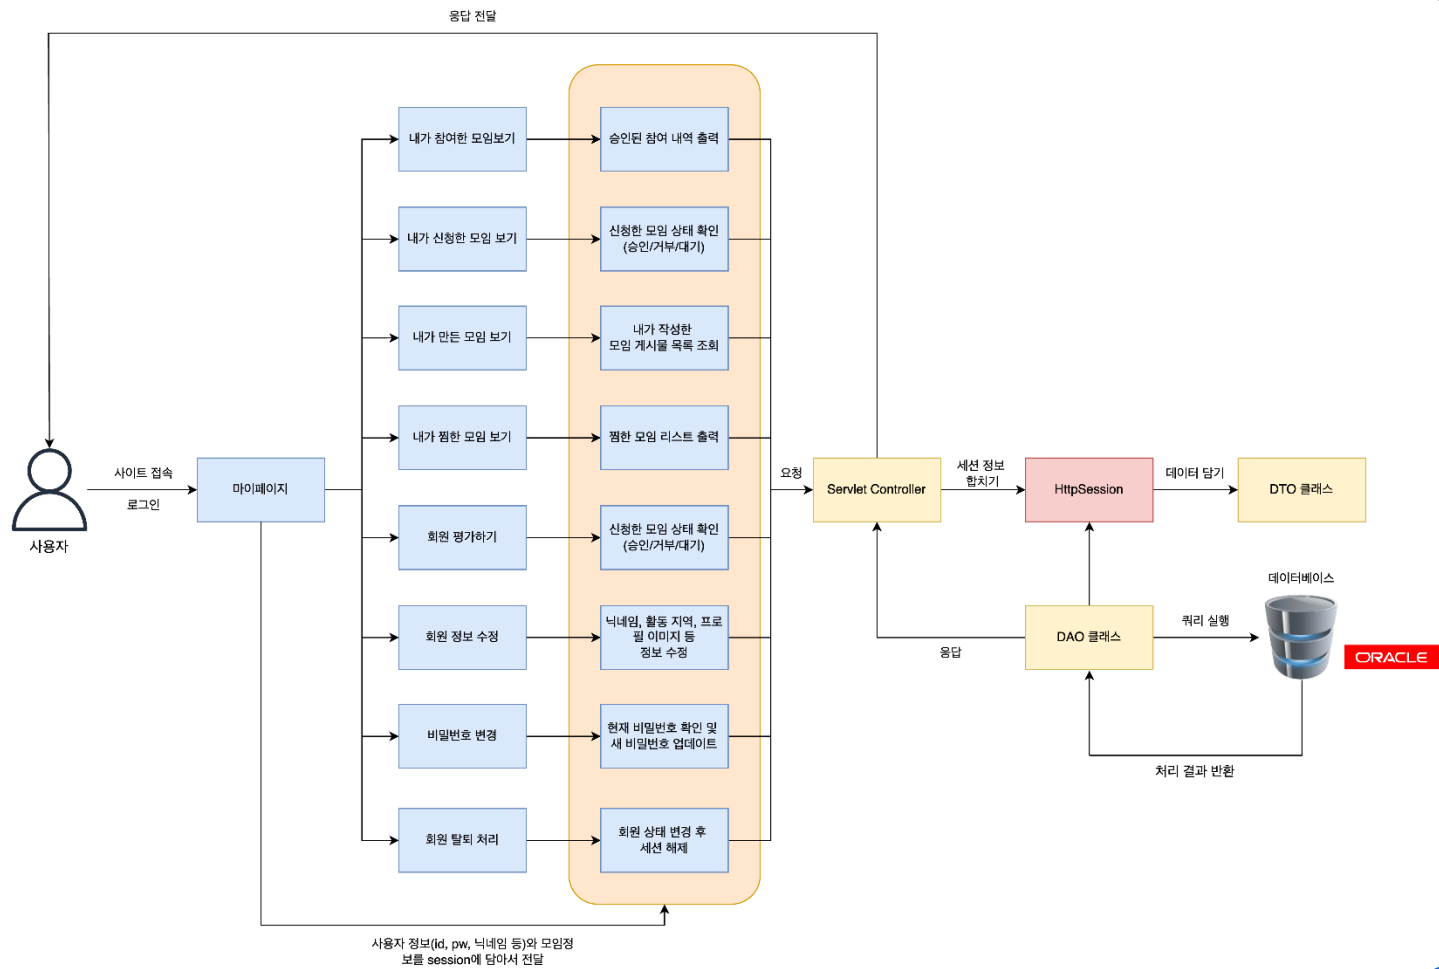 응답 전달
내가 참여한 모임보기
승인된 참여 내역 출력
내가 신청한 모임 보기
신청한 모임 상태 확인
(승인/거부/대기)
내가 만든 모임 보기
내가 작성한
모임 게시물 목록 조회
내가 찜한 모임 보기
찜한 모임 리스트 출력
사이트 접속
로그인
사용자
마이페이지
요청
Servlet Controller
세션 정보
합치기
HttpSession
데이터 담기
DTO 클래스
회원 평가하기
신청한 모임 상태 확인
(승인/거부/대기)
회원 정보 수정
닉네임, 활동 지역, 프로
필 이미지 등
정보 수정
응답
DAO 클래스
쿼리 실행
데이터베이스
ORACLE
비밀번호 변경
현재 비밀번호 확인 및
새 비밀번호 업데이트
처리 결과 반환
회원 탈퇴 처리
회원 상태 변경 후
세션 해제
사용자 정보(id, pw, 닉네임 등)와 모임정
보를 session에 담아서 전달